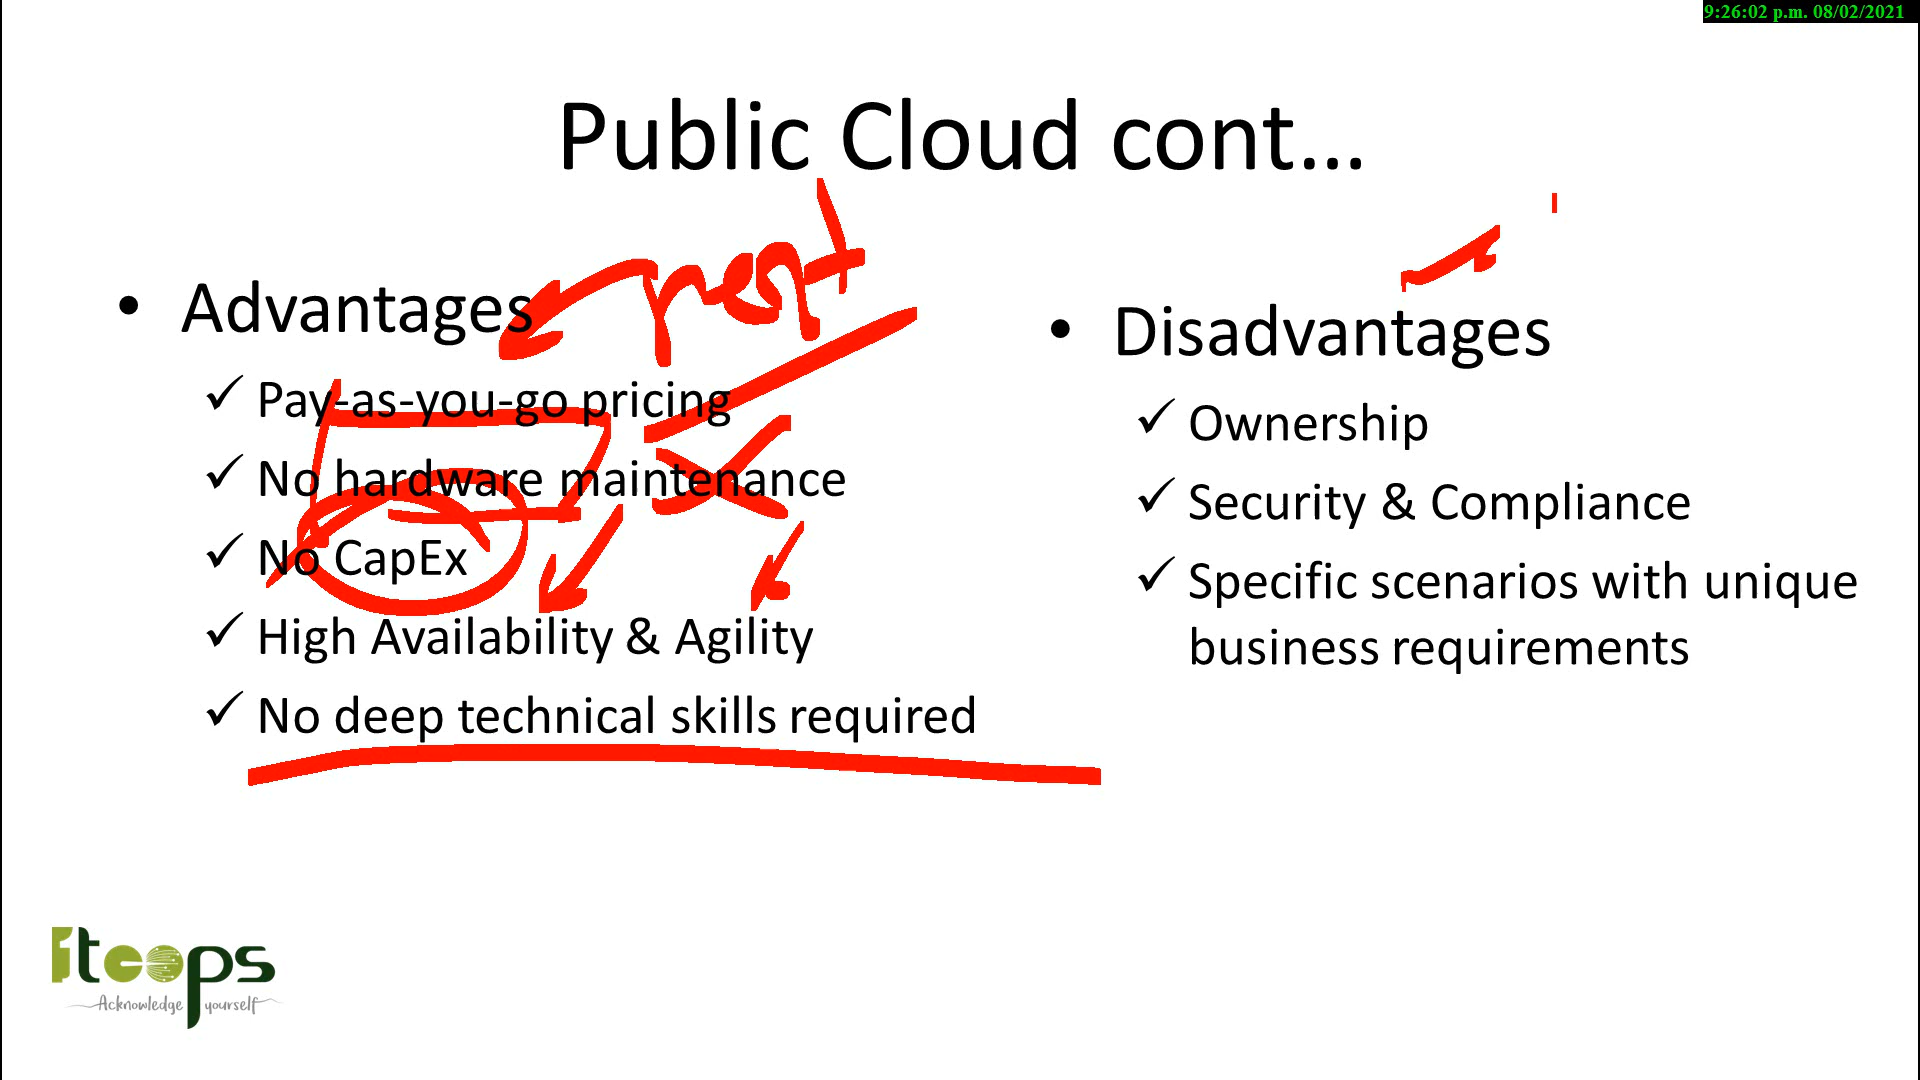 9:26:02 p.m. 08/02/2021
Public Cloud cont...
• Advantages
✓ Pay-as-you-go pricing
✓ No hardware maintenance
✓ No CapEx
✓ High Availability & Agility
✓ No deep technical skills required
• Disadvantages
✓ Ownership
✓ Security & Compliance
✓ Specific scenarios with unique
business requirements
iteeops
Acknowledge yourself